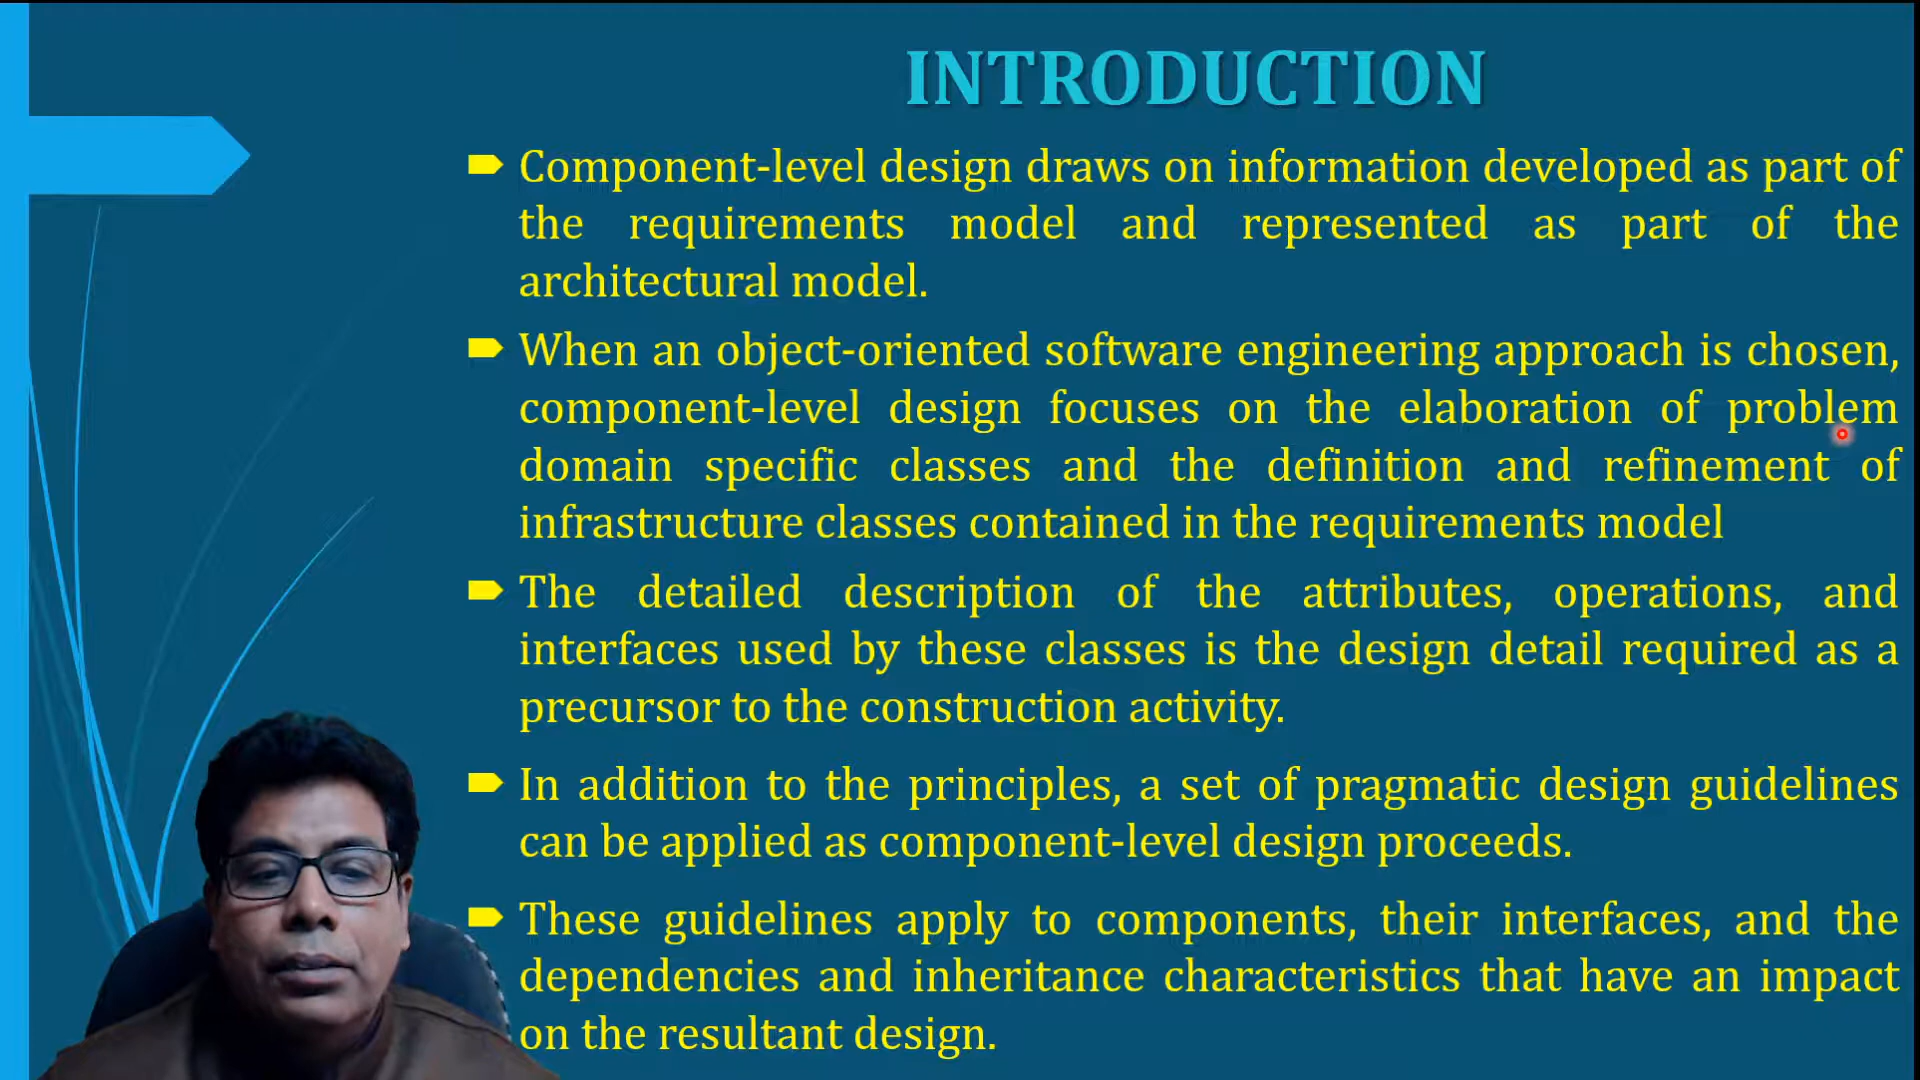 INTRODUCTION
Component-level design draws on information developed as part of
the requirements model and represented as part of the
architectural model.
When an object-oriented software engineering approach is chosen,
component-level design focuses on the elaboration of problem
domain specific classes and the definition and refinement of
infrastructure classes contained in the requirements model
The detailed description of the attributes, operations, and
interfaces used by these classes is the design detail required as a
precursor to the construction activity.
In addition to the principles, a set of pragmatic design guidelines
can be applied as component-level design proceeds.
These guidelines apply to components, their interfaces, and the
dependencies and inheritance characteristics that have an impact
on the resultant design.